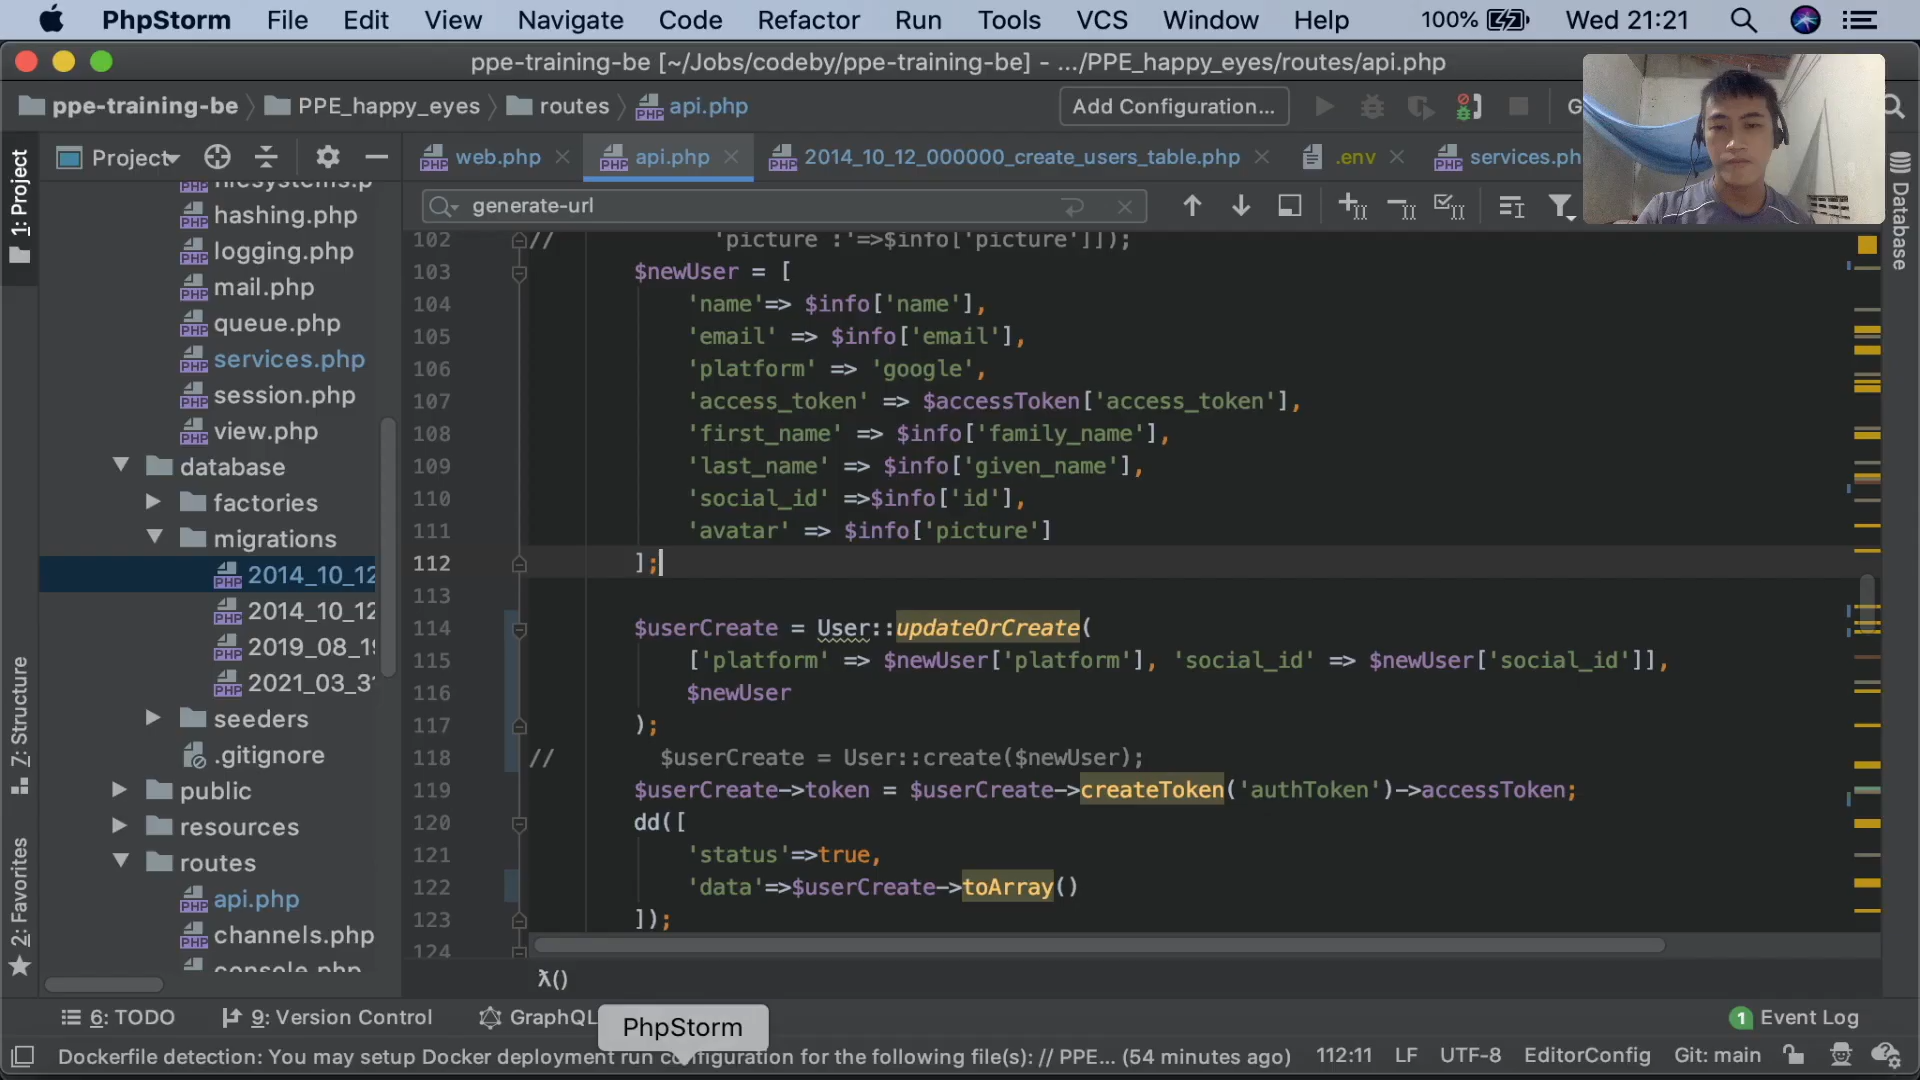 PhpStorm File Edit View Navigate Code Refactor Run Tools VCS Window Help 100% Wed 21:21
ppe-training-be [~/Jobs/codeby/ppe-training-be] - .../PPE_happy_eyes/routes/api.php
ppe-training-be PPE_happy_eyes routes api.php Add Configuration...
1: Project
Project
web.php api.php 2014_10_12_000000_create_users_table.php .env services.ph
Database
generate-url
hashing.php
logging.php
mail.php
queue.php
services.php
session.php
view.php
database
factories
migrations
2014_10_12
2014_10_12
2019_08_19
2021_03_31
seeders
.gitignore
public
resources
routes
api.php
channels.php
console.php
7: Structure
2: Favorites
102 // 'picture :'=>$info['picture']]);
103 $newUser = [
104 'name'=> $info['name'],
105 'email' => $info['email'],
106 'platform' => 'google',
107 'access_token' => $accessToken['access_token'],
108 'first_name' => $info['family_name'],
109 'last_name' => $info['given_name'],
110 'social_id' =>$info['id'],
111 'avatar' => $info['picture']
112 ];
113
114 $userCreate = User::updateOrCreate(
115 ['platform' => $newUser['platform'], 'social_id' => $newUser['social_id']],
116 $newUser
117 );
118 // $userCreate = User::create($newUser);
119 $userCreate->token = $userCreate->createToken('authToken')->accessToken;
120 dd([
121 'status'=>true,
122 'data'=>$userCreate->toArray()
123 ]);
124
λ()
6: TODO 9: Version Control GraphQL PhpStorm 1 Event Log
Dockerfile detection: You may setup Docker deployment run configuration for the following file(s): // PPE... (54 minutes ago) 112:11 LF UTF-8 EditorConfig Git: main